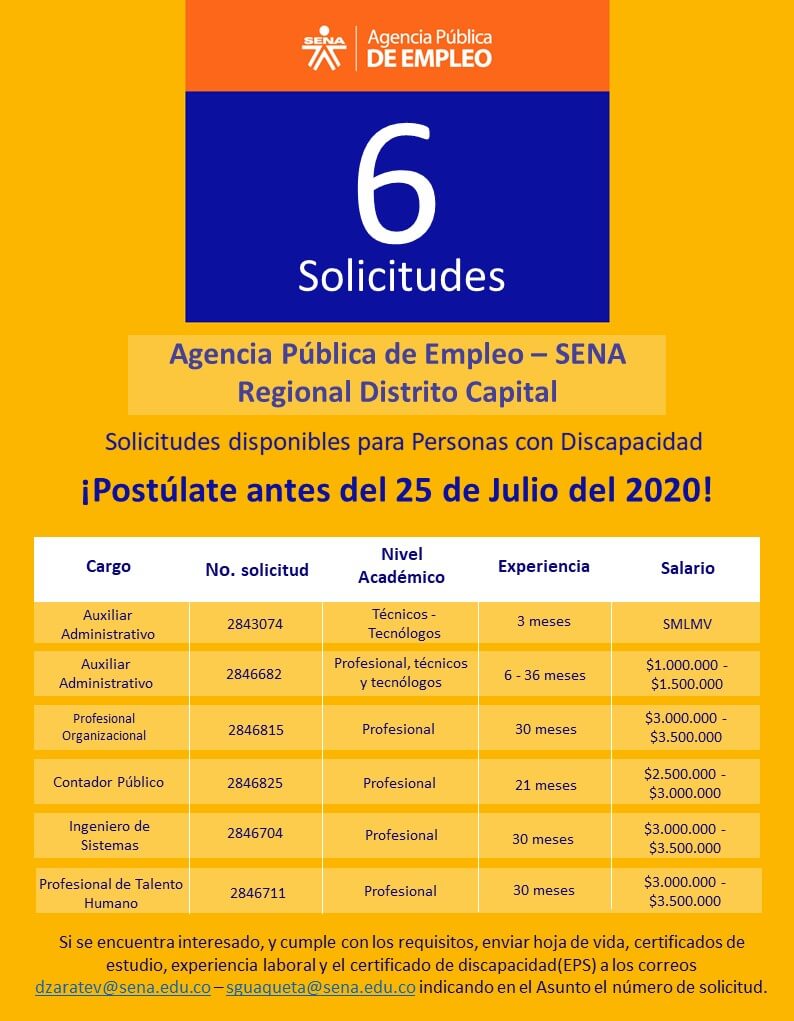 SENA
Agencia Pública
DE EMPLEO
6
Solicitudes
Agencia Pública de Empleo – SENA
Regional Distrito Capital
Solicitudes disponibles para Personas con Discapacidad
¡Postúlate antes del 25 de Julio del 2020!
Cargo No. solicitud Nivel Académico Experiencia Salario
Auxiliar Administrativo 2843074 Técnicos - Tecnólogos 3 meses SMLMV
Auxiliar Administrativo 2846682 Profesional, técnicos y tecnólogos 6 - 36 meses $1.000.000 - $1.500.000
Profesional Organizacional 2846815 Profesional 30 meses $3.000.000 - $3.500.000
Contador Público 2846825 Profesional 21 meses $2.500.000 - $3.000.000
Ingeniero de Sistemas 2846704 Profesional 30 meses $3.000.000 - $3.500.000
Profesional de Talento Humano 2846711 Profesional 30 meses $3.000.000 - $3.500.000
Si se encuentra interesado, y cumple con los requisitos, enviar hoja de vida, certificados de
estudio, experiencia laboral y el certificado de discapacidad(EPS) a los correos
dzaratev@sena.edu.co – sguaqueta@sena.edu.co indicando en el Asunto el número de solicitud.